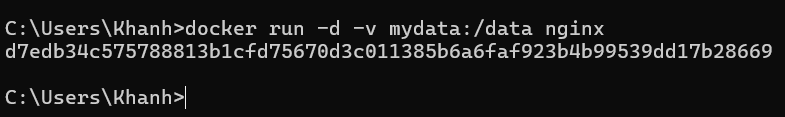 C:\Users\Khanh>docker run -d -v mydata:/data nginx
d7edb34c575788813b1cfd75670d3c011385b6a6faf923b4b99539dd17b28669
C:\Users\Khanh>